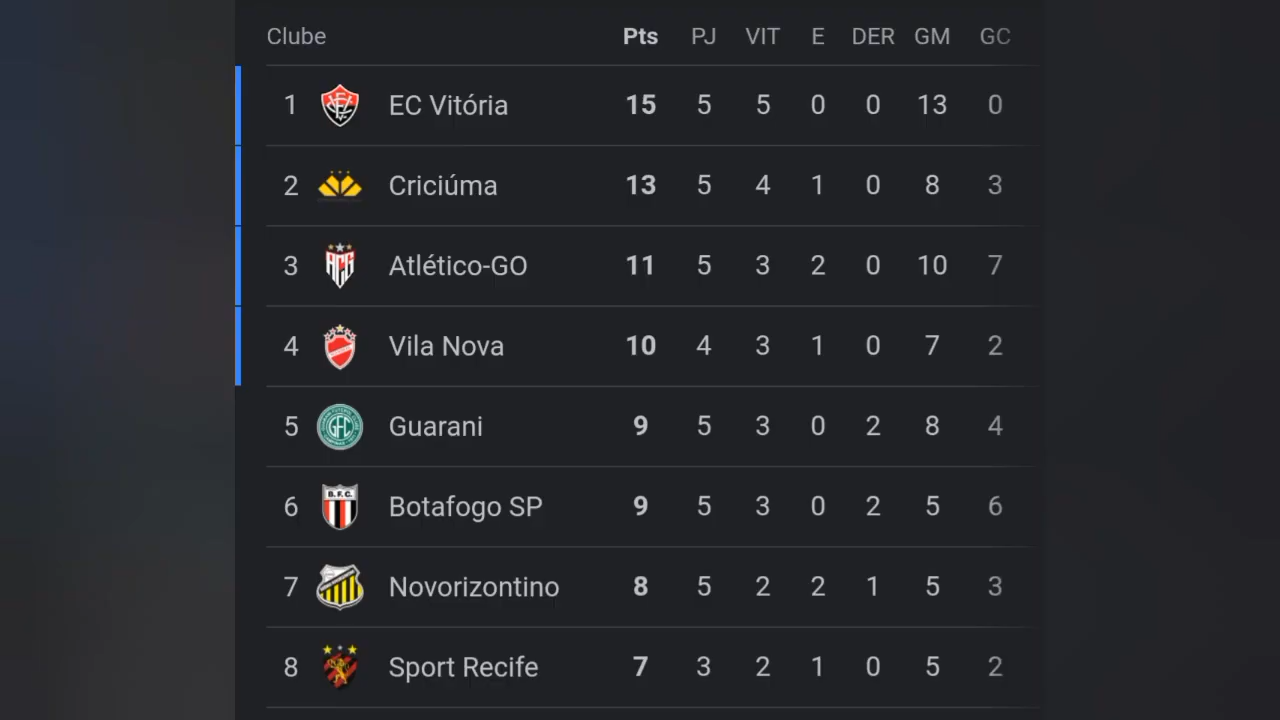 Clube Pts PJ VIT E DER GM GC
1 EC Vitória 15 5 5 0 0 13 0
2 Criciúma 13 5 4 1 0 8 3
3 Atlético-GO 11 5 3 2 0 10 7
4 Vila Nova 10 4 3 1 0 7 2
5 Guarani 9 5 3 0 2 8 4
6 B.F.C. Botafogo SP 9 5 3 0 2 5 6
7 Novorizontino 8 5 2 2 1 5 3
8 Sport Recife 7 3 2 1 0 5 2